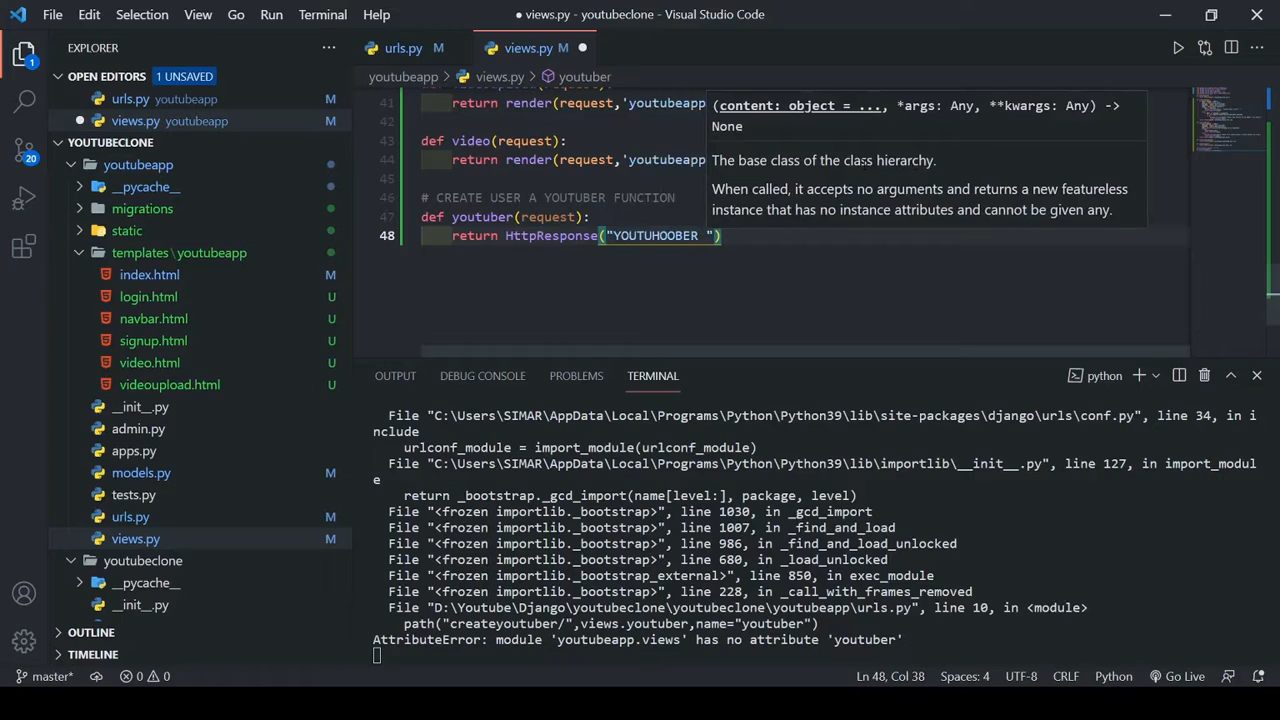 File Edit Selection View Go Run Terminal Help
● views.py - youtubeclone - Visual Studio Code
EXPLORER
OPEN EDITORS 1 UNSAVED
urls.py youtubeapp M
views.py youtubeapp M
YOUTUBECLONE
youtubeapp
__pycache__
migrations
static
templates \ youtubeapp
index.html M
login.html U
navbar.html U
signup.html U
video.html U
videoupload.html U
__init__.py
admin.py
apps.py
models.py M
tests.py
urls.py M
views.py M
youtubeclone
__pycache__
__init__.py
OUTLINE
TIMELINE
1
20
urls.py M
views.py M
youtubeapp > views.py > youtuber
41 return render(request,'youtubeapp
42
43 def video(request):
44 return render(request,'youtubeapp
45
46 # CREATE USER A YOUTUBER FUNCTION
47 def youtuber(request):
48 return HttpResponse("YOUTUHOOBER ")
(content: object = ..., *args: Any, **kwargs: Any) ->
None
The base class of the class hierarchy.
When called, it accepts no arguments and returns a new featureless
instance that has no instance attributes and cannot be given any.
OUTPUT DEBUG CONSOLE PROBLEMS TERMINAL
python
File "C:\Users\SIMAR\AppData\Local\Programs\Python\Python39\lib\site-packages\django\urls\conf.py", line 34, in i
nclude
urlconf_module = import_module(urlconf_module)
File "C:\Users\SIMAR\AppData\Local\Programs\Python\Python39\lib\importlib\__init__.py", line 127, in import_modul
e
return _bootstrap._gcd_import(name[level:], package, level)
File "<frozen importlib._bootstrap>", line 1030, in _gcd_import
File "<frozen importlib._bootstrap>", line 1007, in _find_and_load
File "<frozen importlib._bootstrap>", line 986, in _find_and_load_unlocked
File "<frozen importlib._bootstrap>", line 680, in _load_unlocked
File "<frozen importlib._bootstrap_external>", line 850, in exec_module
File "<frozen importlib._bootstrap>", line 228, in _call_with_frames_removed
File "D:\Youtube\Django\youtubeclone\youtubeclone\youtubeapp\urls.py", line 10, in <module>
path("createyoutuber/",views.youtuber,name="youtuber")
AttributeError: module 'youtubeapp.views' has no attribute 'youtuber'
master* 0 0 Ln 48, Col 38 Spaces: 4 UTF-8 CRLF Python Go Live